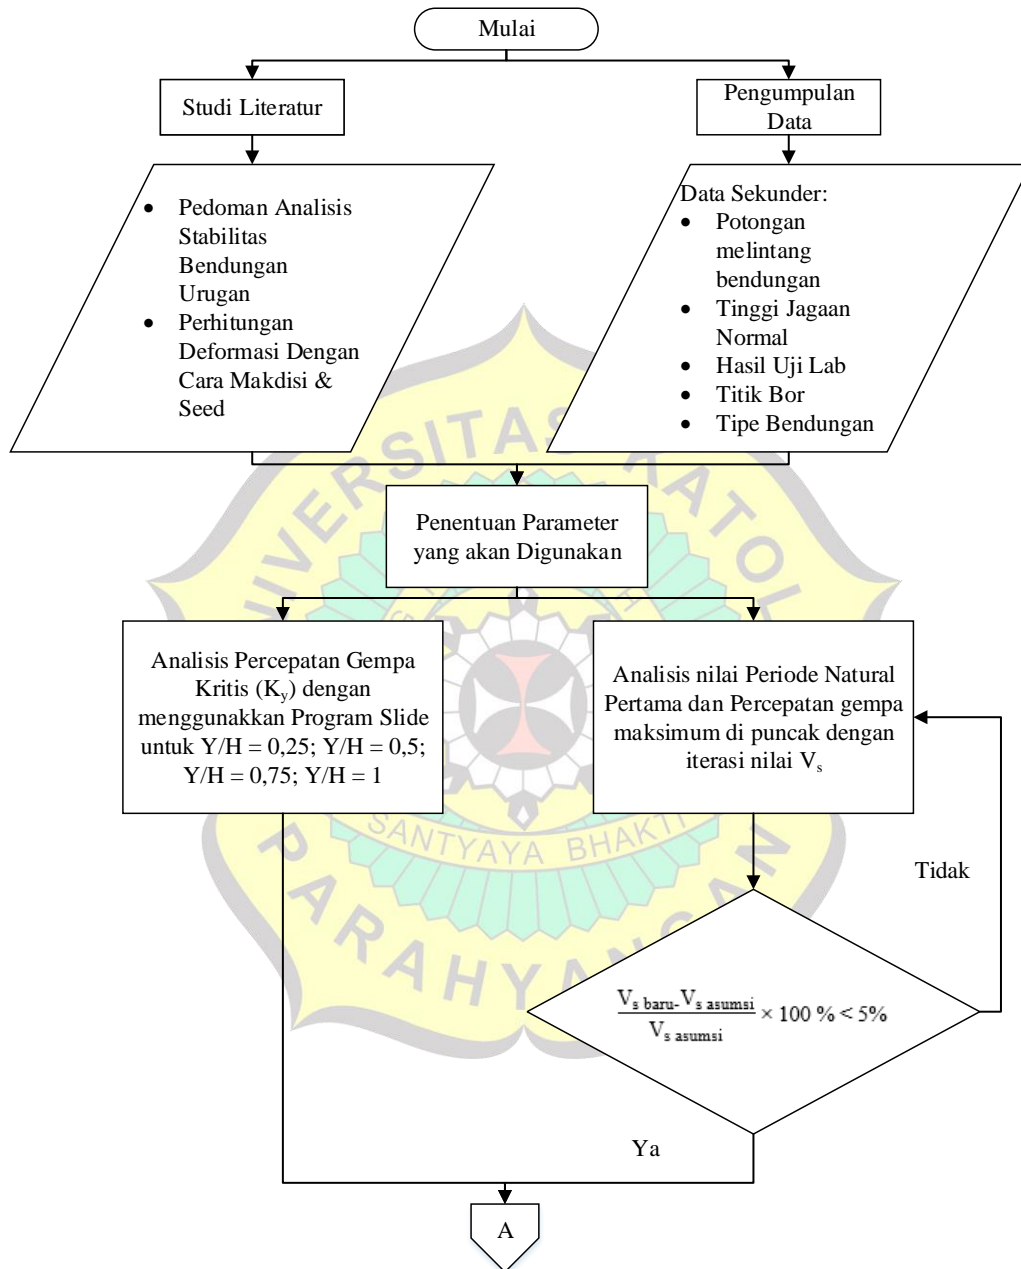 Mulai
Studi Literatur
Pengumpulan
Data
• Pedoman Analisis
Stabilitas
Bendungan
Urugan
• Perhitungan
Deformasi Dengan
Cara Makdisi &
Seed
Data Sekunder:
• Potongan
melintang
bendungan
• Tinggi Jagaan
Normal
• Hasil Uji Lab
• Titik Bor
• Tipe Bendungan
Penentuan Parameter
yang akan Digunakan
Analisis Percepatan Gempa
Kritis (Ky) dengan
menggunakkan Program Slide
untuk Y/H = 0,25; Y/H = 0,5;
Y/H = 0,75; Y/H = 1
Analisis nilai Periode Natural
Pertama dan Percepatan gempa
maksimum di puncak dengan
iterasi nilai Vs
Tidak
Vs baru- Vs asumsi
Vs asumsi
× 100 % < 5%
Ya
A
SANTYAYA BHAKTI
PARAHYANGAN